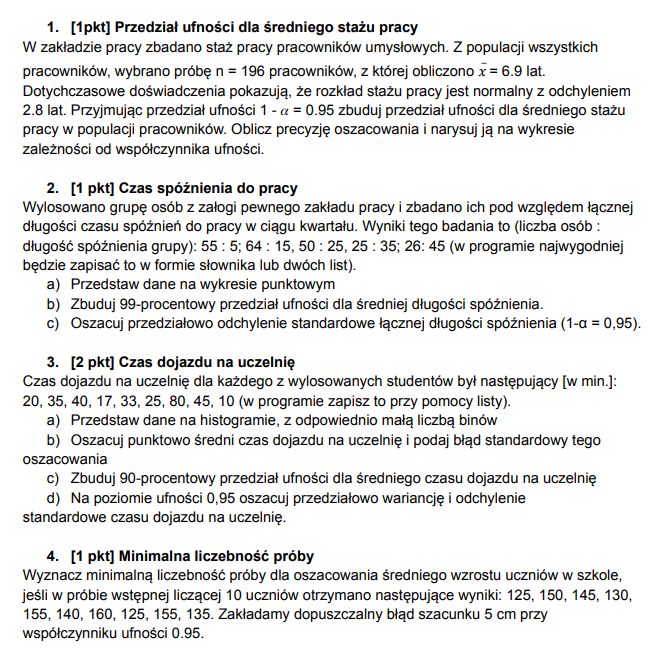 1. [1pkt] Przedział ufności dla średniego stażu pracy
W zakładzie pracy zbadano staż pracy pracowników umysłowych. Z populacji wszystkich
pracowników, wybrano próbę n = 196 pracowników, z której obliczono x̄ = 6.9 lat.
Dotychczasowe doświadczenia pokazują, że rozkład stażu pracy jest normalny z odchyleniem
2.8 lat. Przyjmując przedział ufności 1 - α = 0.95 zbuduj przedział ufności dla średniego stażu
pracy w populacji pracowników. Oblicz precyzję oszacowania i narysuj ją na wykresie
zależności od współczynnika ufności.
2. [1 pkt] Czas spóźnienia do pracy
Wylosowano grupę osób z załogi pewnego zakładu pracy i zbadano ich pod względem łącznej
długości czasu spóźnień do pracy w ciągu kwartału. Wyniki tego badania to (liczba osób :
długość spóźnienia grupy): 55 : 5; 64 : 15, 50 : 25, 25 : 35; 26: 45 (w programie najwygodniej
będzie zapisać to w formie słownika lub dwóch list).
a) Przedstaw dane na wykresie punktowym
b) Zbuduj 99-procentowy przedział ufności dla średniej długości spóźnienia.
c) Oszacuj przedziałowo odchylenie standardowe łącznej długości spóźnienia (1-α = 0,95).
3. [2 pkt] Czas dojazdu na uczelnię
Czas dojazdu na uczelnię dla każdego z wylosowanych studentów był następujący [w min.]:
20, 35, 40, 17, 33, 25, 80, 45, 10 (w programie zapisz to przy pomocy listy).
a) Przedstaw dane na histogramie, z odpowiednio małą liczbą binów
b) Oszacuj punktowo średni czas dojazdu na uczelnię i podaj błąd standardowy tego
oszacowania
c) Zbuduj 90-procentowy przedział ufności dla średniego czasu dojazdu na uczelnię
d) Na poziomie ufności 0,95 oszacuj przedziałowo wariancję i odchylenie
standardowe czasu dojazdu na uczelnię.
4. [1 pkt] Minimalna liczebność próby
Wyznacz minimalną liczebność próby dla oszacowania średniego wzrostu uczniów w szkole,
jeśli w próbie wstępnej liczącej 10 uczniów otrzymano następujące wyniki: 125, 150, 145, 130,
155, 140, 160, 125, 155, 135. Zakładamy dopuszczalny błąd szacunku 5 cm przy
współczynniku ufności 0.95.